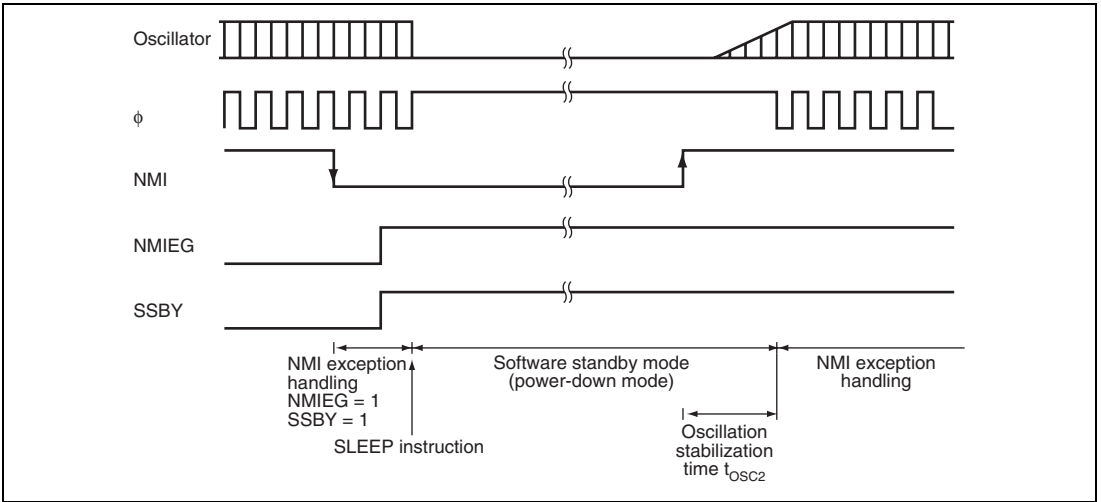 Oscillator
φ
NMI
NMIEG
SSBY
NMI exception
handling
NMIEG = 1
SSBY = 1
SLEEP instruction
Software standby mode
(power-down mode)
Oscillation
stabilization
time tOSC2
NMI exception
handling